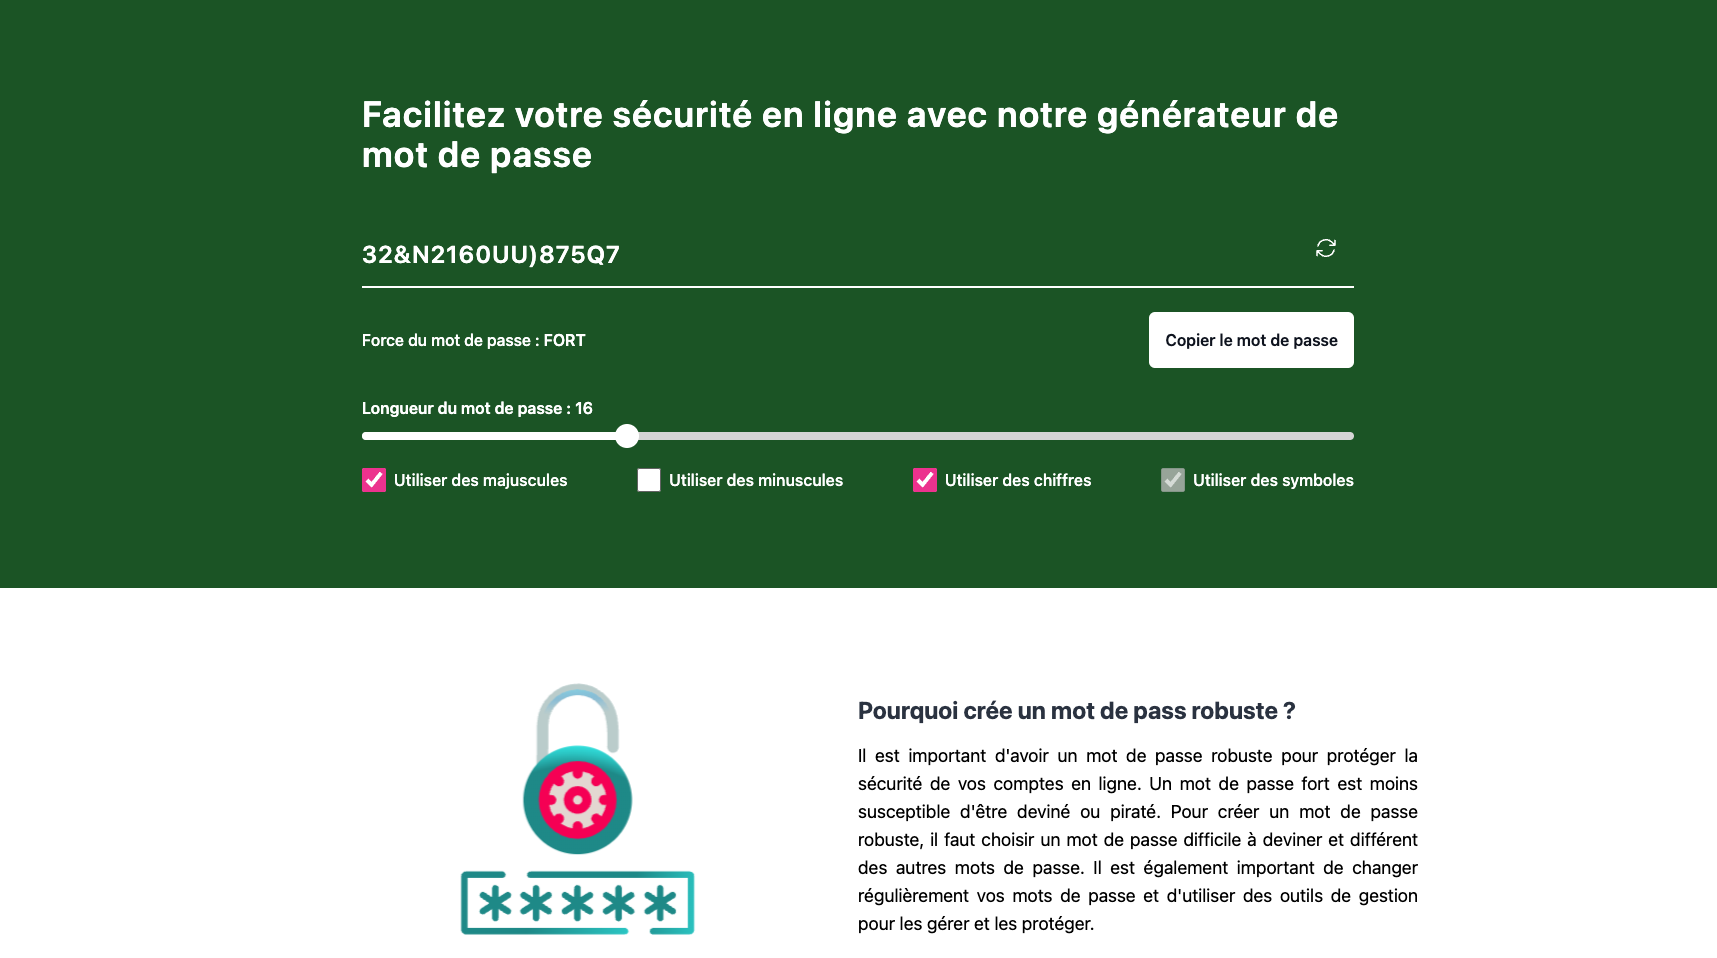 Facilitez votre sécurité en ligne avec notre générateur de
mot de passe
32&N2160UU)875Q7
Force du mot de passe : FORT
Copier le mot de passe
Longueur du mot de passe : 16
Utiliser des majuscules
Utiliser des minuscules
Utiliser des chiffres
Utiliser des symboles
Pourquoi crée un mot de pass robuste ?
Il est important d'avoir un mot de passe robuste pour protéger la
sécurité de vos comptes en ligne. Un mot de passe fort est moins
susceptible d'être deviné ou piraté. Pour créer un mot de passe
robuste, il faut choisir un mot de passe difficile à deviner et différent
des autres mots de passe. Il est également important de changer
régulièrement vos mots de passe et d'utiliser des outils de gestion
pour les gérer et les protéger.
*****